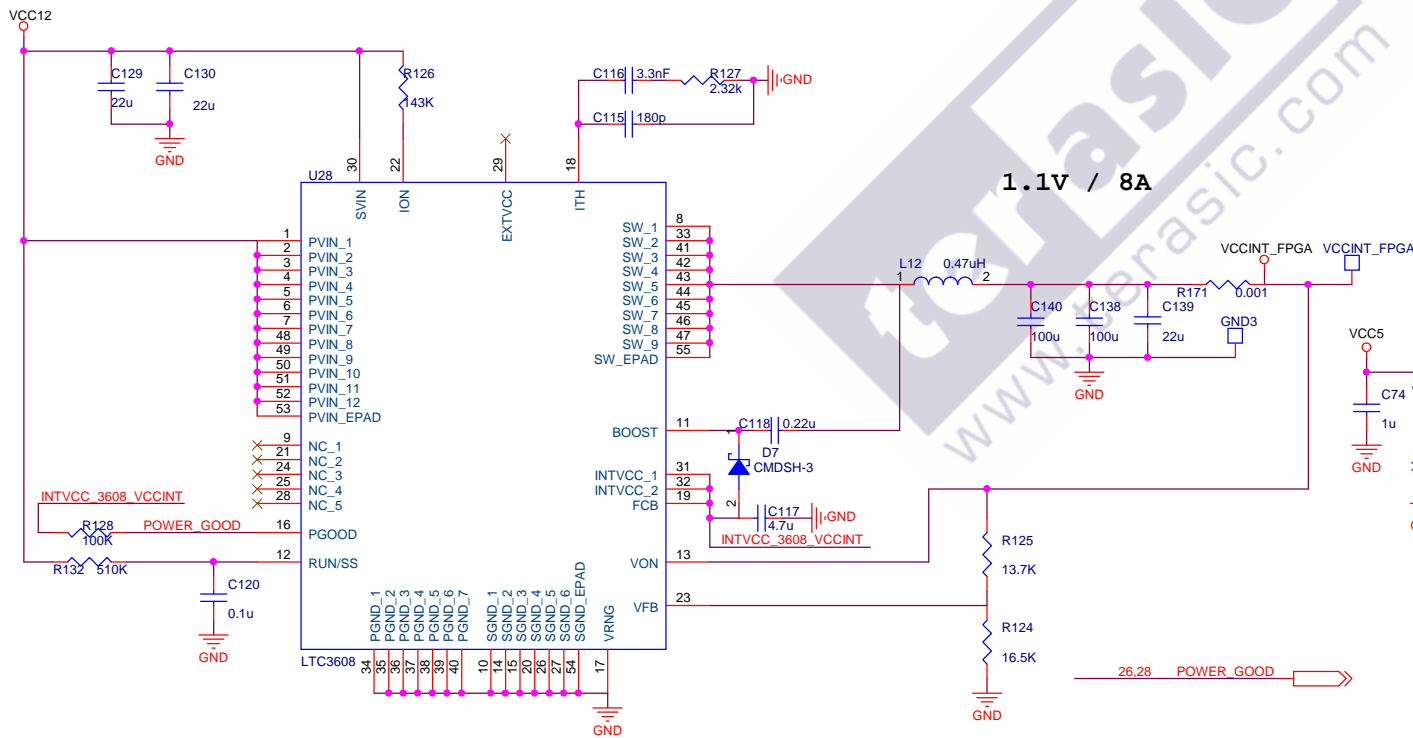 VCC12
C129
22u
C130
22u
R126
143K
C116 3.3nF R127
2.32k
GND
C115 180p
GND
30
22
29
18
U28
SVIN
ION
EXTVCC
ITH
1.1V / 8A
terasic
www.terasic.com
1 PVIN_1
2 PVIN_2
3 PVIN_3
4 PVIN_4
5 PVIN_5
6 PVIN_6
7 PVIN_7
48 PVIN_8
49 PVIN_9
50 PVIN_10
51 PVIN_11
52 PVIN_12
53 PVIN_EPAD
9 NC_1
21 NC_2
24 NC_3
25 NC_4
28 NC_5
16 PGOOD
12 RUN/SS
SW_1 8
SW_2 33
SW_3 41
SW_4 42
SW_5 43
SW_6 44
SW_7 45
SW_8 46
SW_9 47
SW_EPAD 55
BOOST 11
INTVCC_1 31
INTVCC_2 32
FCB 19
VON 13
VFB 23
INTVCC_3608_VCCINT
R128
100K
POWER_GOOD
R132 510K
C120
0.1u
GND
L12 0.47uH
1 2
C140
100u
C138
100u
C139
22u
GND
R171 0.001
VCCINT_FPGA
VCCINT_FPGA
GND3
C118 0.22u
1
D7
CMDSH-3
2
C117
4.7u
GND
INTVCC_3608_VCCINT
R125
13.7K
R124
16.5K
GND
VCC5
C74
1u
GND
PGND_1
PGND_2
PGND_3
PGND_4
PGND_5
PGND_6
PGND_7
SGND_1
SGND_2
SGND_3
SGND_4
SGND_5
SGND_6
SGND_EPAD
VRNG
LTC3608
34
35
36
37
38
39
40
10
14
15
20
26
27
54
17
GND
26,28 POWER_GOOD